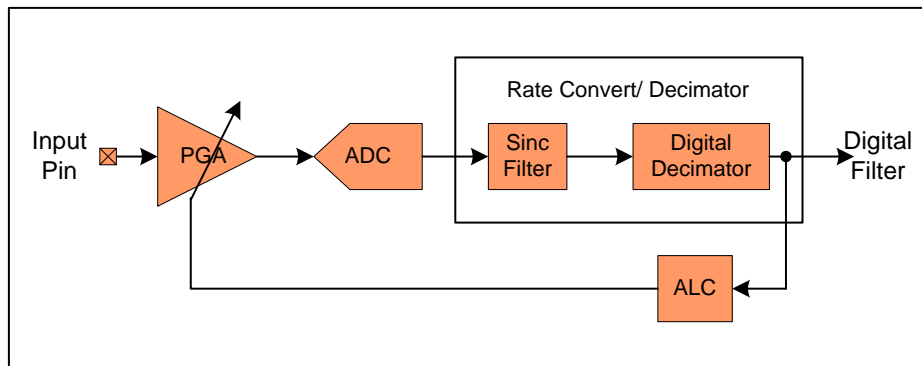 Rate Convert/ Decimator
Input
Pin
PGA
ADC
Sinc
Filter
Digital
Decimator
Digital
Filter
ALC